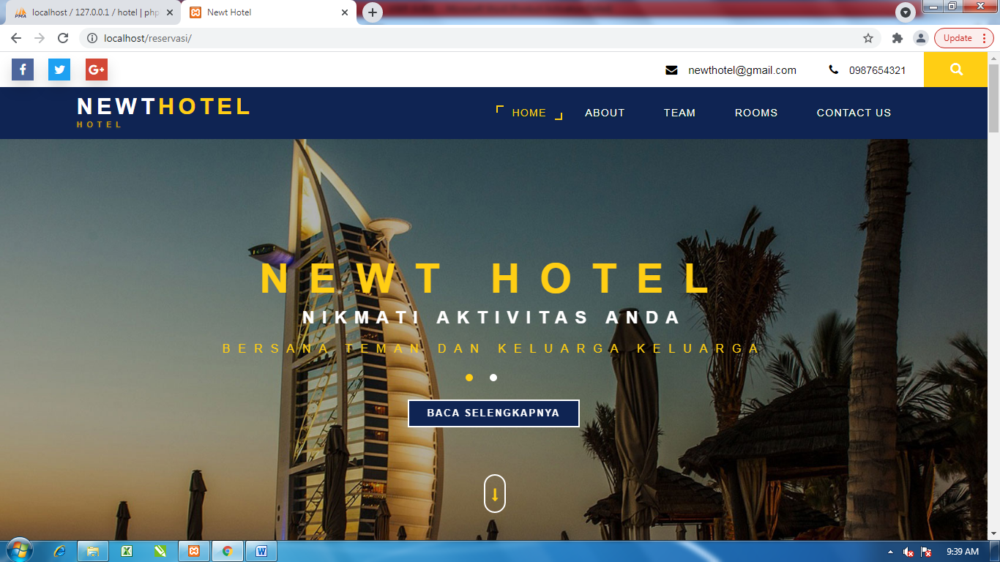 localhost / 127.0.0.1 / hotel | php
Newt Hotel
localhost/reservasi/
Update
newthotel@gmail.com
0987654321
NEWTHOTEL
HOTEL
HOME
ABOUT
TEAM
ROOMS
CONTACT US
NEWT HOTEL
NIKMATI AKTIVITAS ANDA
BERSANA TEMAN DAN KELUARGA KELUARGA
BACA SELENGKAPNYA
9:39 AM